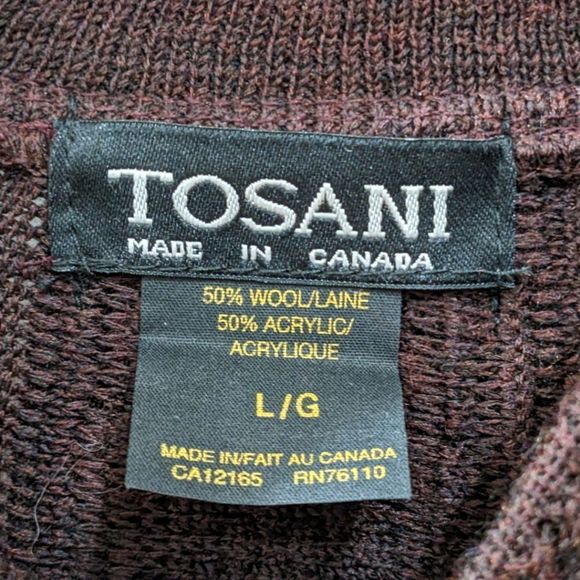 TOSANI
MADE IN CANADA
50% WOOL/LAINE
50% ACRYLIC/
ACRYLIQUE
L/G
MADE IN/FAIT AU CANADA
CA12165 RN76110